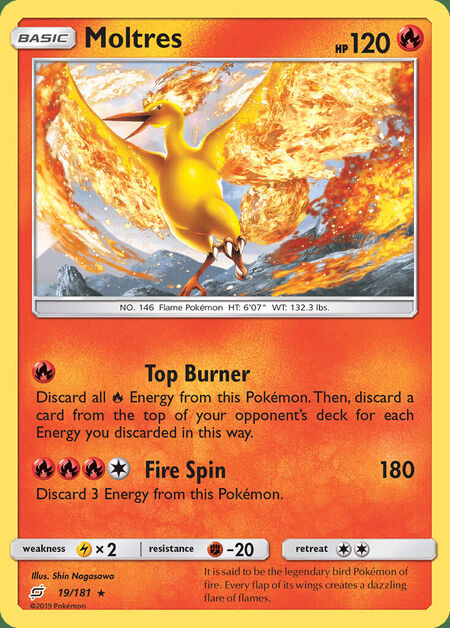 BASIC Moltres HP 120
NO. 146 Flame Pokémon HT: 6'07" WT: 132.3 lbs.
Top Burner
Discard all Energy from this Pokémon. Then, discard a
card from the top of your opponent's deck for each
Energy you discarded in this way.
Fire Spin 180
Discard 3 Energy from this Pokémon.
weakness ×2 resistance -20 retreat
Illus. Shin Nagasawa
19/181 ★
©2019 Pokémon
It is said to be the legendary bird Pokémon of
fire. Every flap of its wings creates a dazzling
flare of flames.